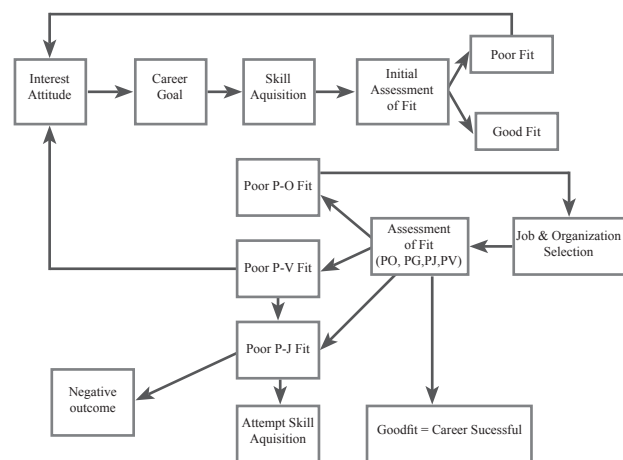 Poor Fit
Interest
Attitude
Career
Goal
Skill
Aquisition
Initial
Assessment
of Fit
Good Fit
Poor P-O Fit
Assessment
of Fit
(PO, PG,PJ,PV)
Job & Organization
Selection
Poor P-V Fit
Poor P-J Fit
Negative
outcome
Attempt Skill
Aquisition
Goodfit = Career Sucessful